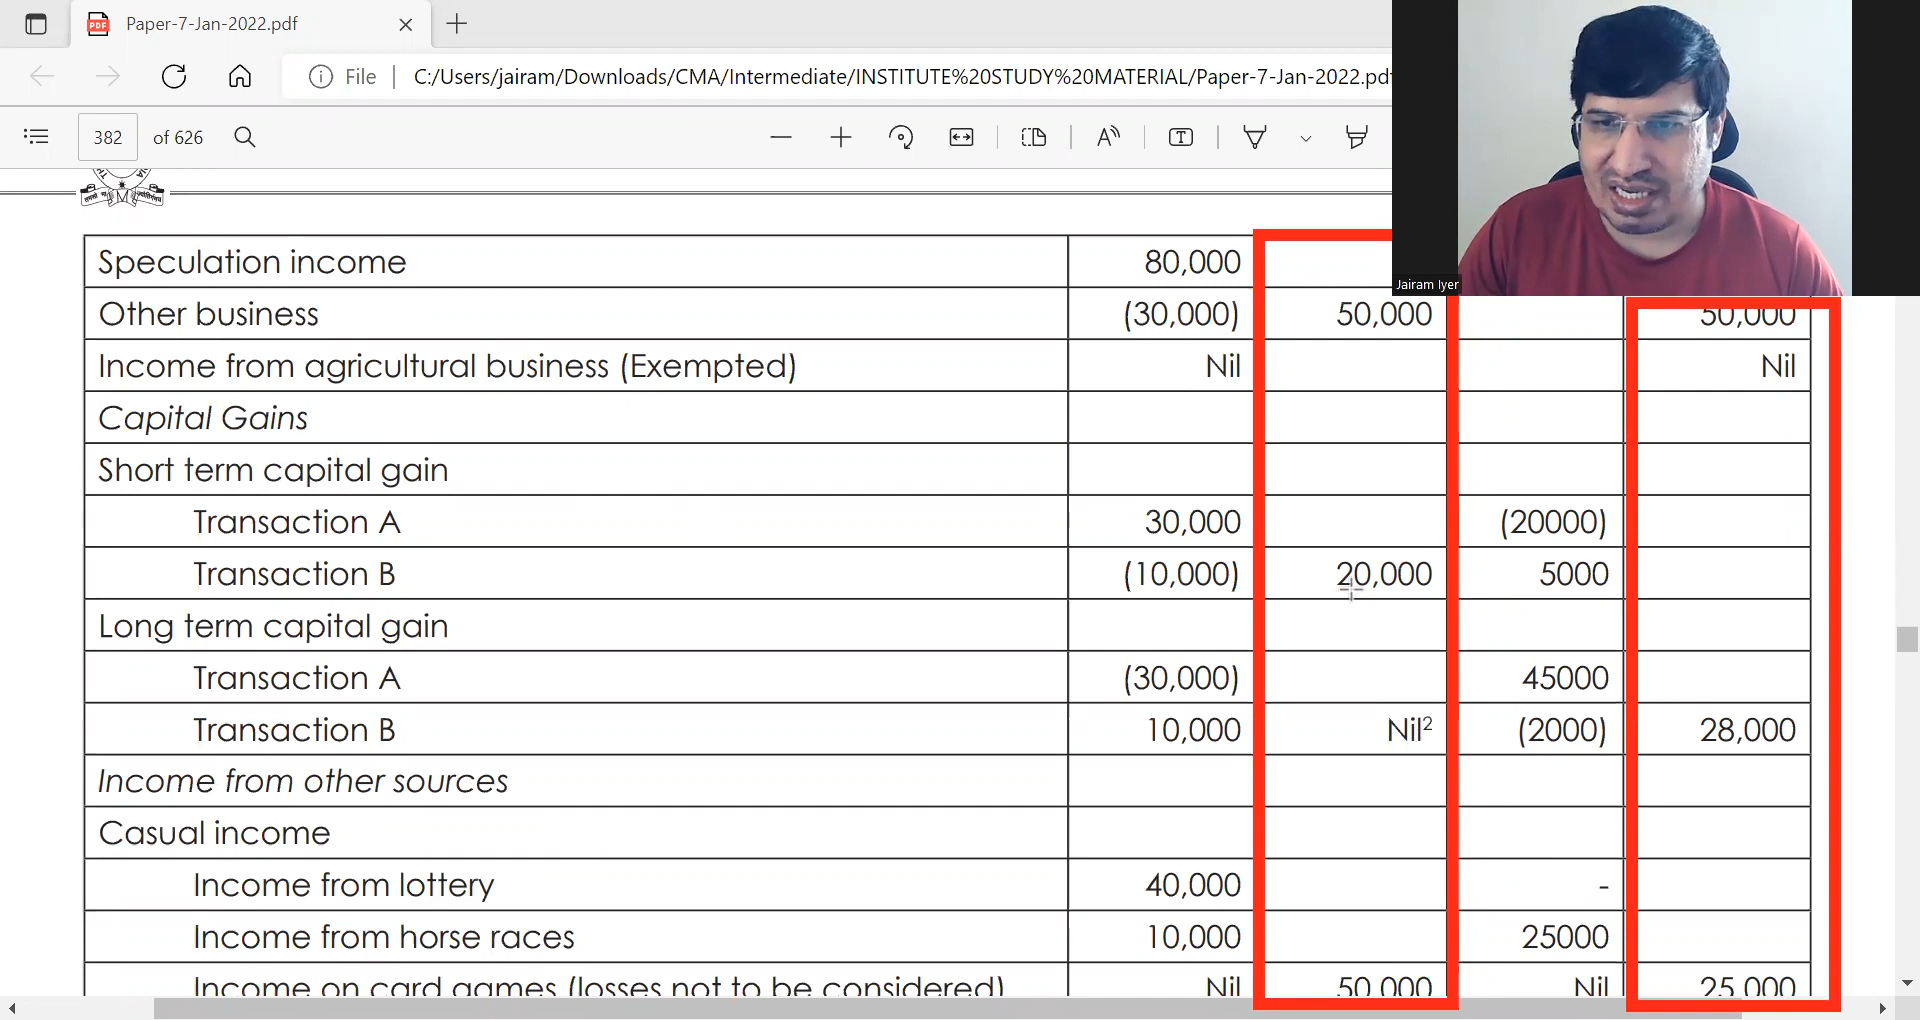 Paper-7-Jan-2022.pdf
File C:/Users/jairam/Downloads/CMA/Intermediate/INSTITUTE%20STUDY%20MATERIAL/Paper-7-Jan-2022.pd
382 of 626
Jairam Iyer
Speculation income 80,000
Other business (30,000) 50,000 50,000
Income from agricultural business (Exempted) Nil Nil
Capital Gains
Short term capital gain
Transaction A 30,000 (20000)
Transaction B (10,000) 20,000 5000
Long term capital gain
Transaction A (30,000) 45000
Transaction B 10,000 Nil² (2000) 28,000
Income from other sources
Casual income
Income from lottery 40,000 -
Income from horse races 10,000 25000
Income on card games (losses not to be considered) Nil 50,000 Nil 25,000